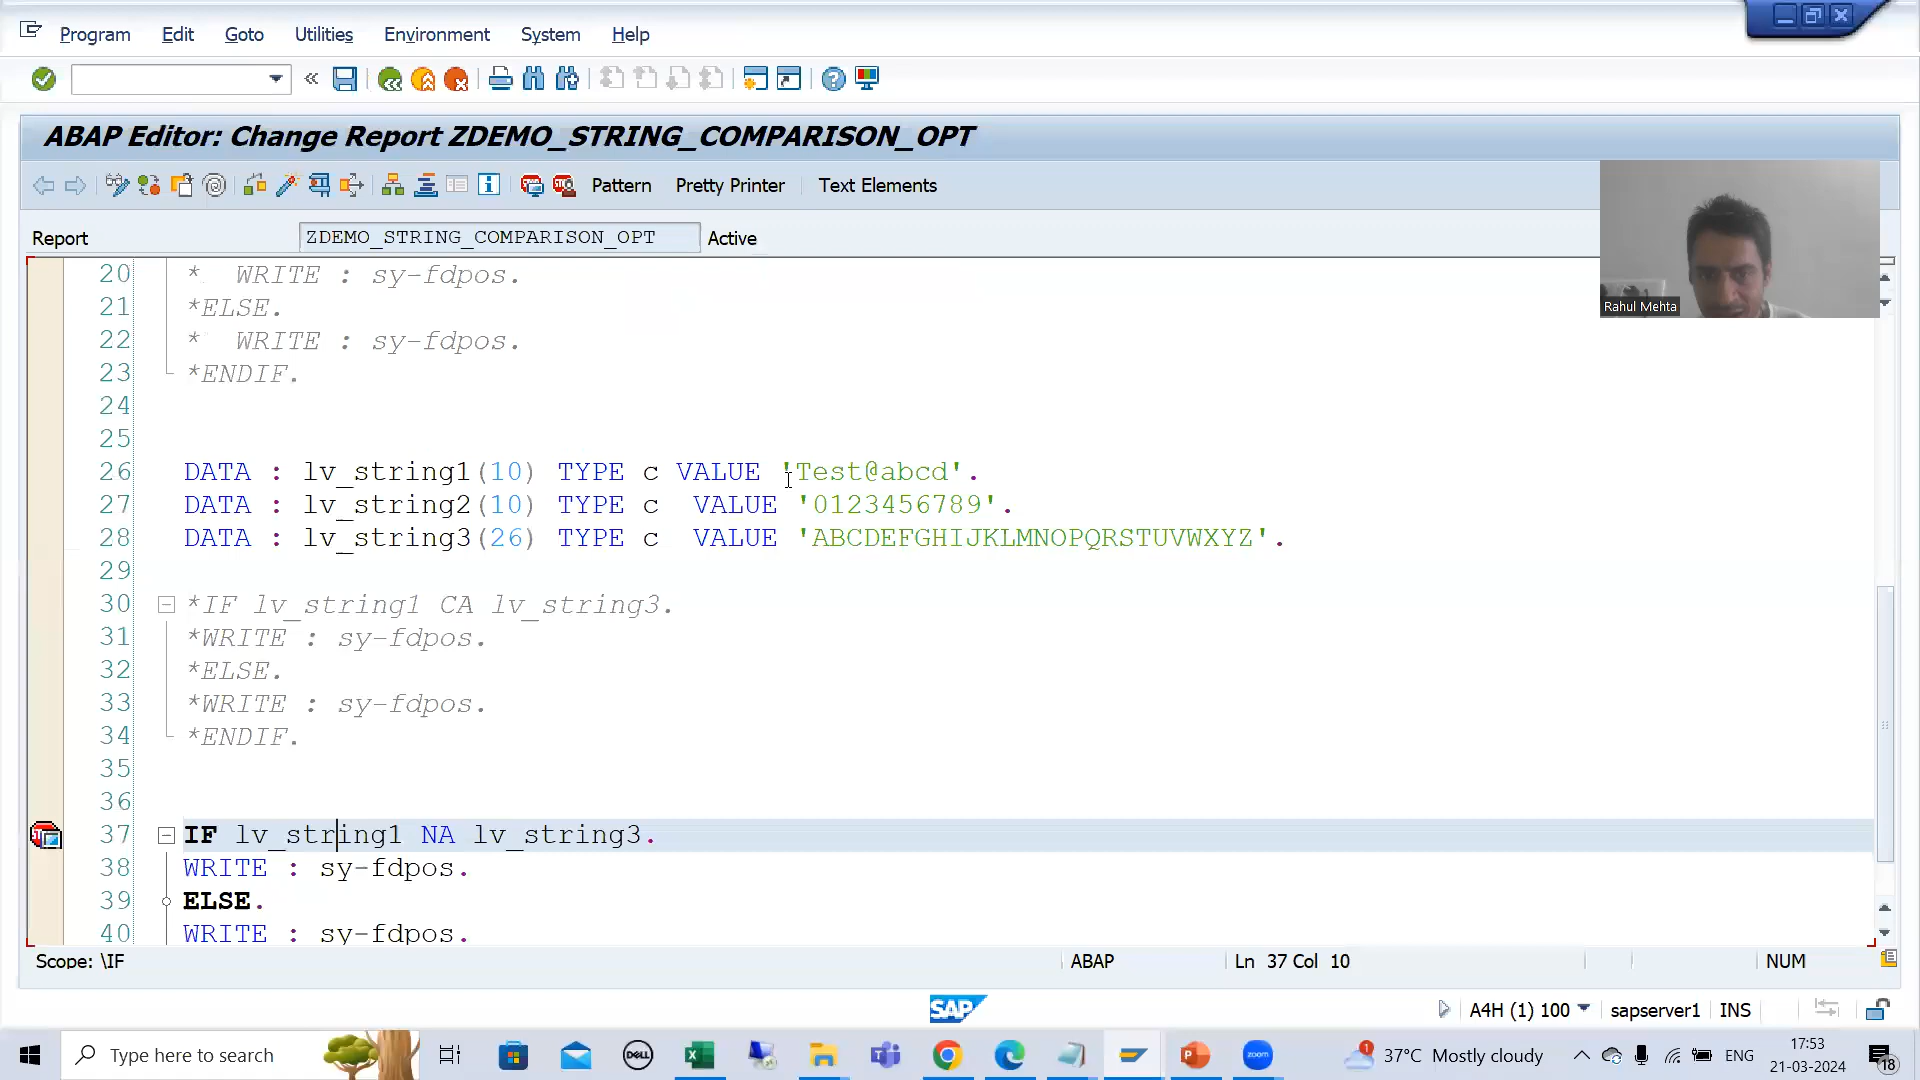 Program Edit Goto Utilities Environment System Help
ABAP Editor: Change Report ZDEMO_STRING_COMPARISON_OPT
Pattern Pretty Printer Text Elements
Report ZDEMO_STRING_COMPARISON_OPT Active
Rahul Mehta
20 *  WRITE : sy-fdpos.
21 *ELSE.
22 *  WRITE : sy-fdpos.
23 *ENDIF.
24
25
26 DATA : lv_string1(10) TYPE c VALUE 'Test@abcd'.
27 DATA : lv_string2(10) TYPE c  VALUE '0123456789'.
28 DATA : lv_string3(26) TYPE c  VALUE 'ABCDEFGHIJKLMNOPQRSTUVWXYZ'.
29
30 *IF lv_string1 CA lv_string3.
31 *WRITE : sy-fdpos.
32 *ELSE.
33 *WRITE : sy-fdpos.
34 *ENDIF.
35
36
37 IF lv_string1 NA lv_string3.
38 WRITE : sy-fdpos.
39 ELSE.
40 WRITE : sy-fdpos.
Scope: \IF ABAP Ln 37 Col 10 NUM
SAP
A4H (1) 100 sapserver1 INS
Type here to search
DELL
zoom
1
37°C Mostly cloudy
ENG
17:53
21-03-2024
18